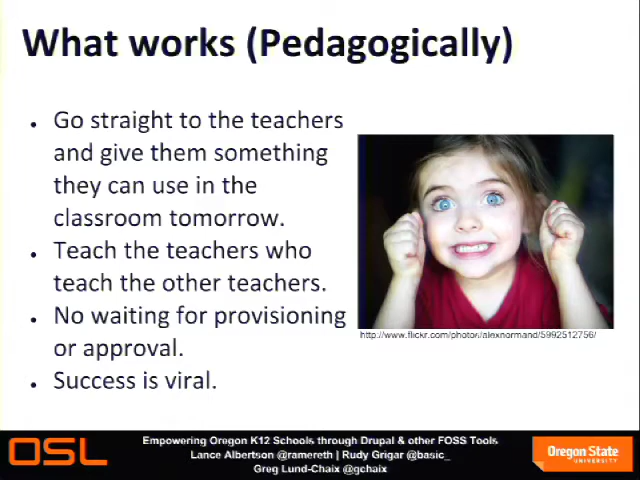 What works (Pedagogically)
• Go straight to the teachers
and give them something
they can use in the
classroom tomorrow.
• Teach the teachers who
teach the other teachers.
• No waiting for provisioning
or approval.
• Success is viral.
http://www.flickr.com/photos/alexnormand/5992512756/
OSL
Empowering Oregon K12 Schools through Drupal & other FOSS Tools
Lance Albertson @ramereth | Rudy Grigar @basic_
Greg Lund-Chaix @gchaix
Oregon State
UNIVERSITY